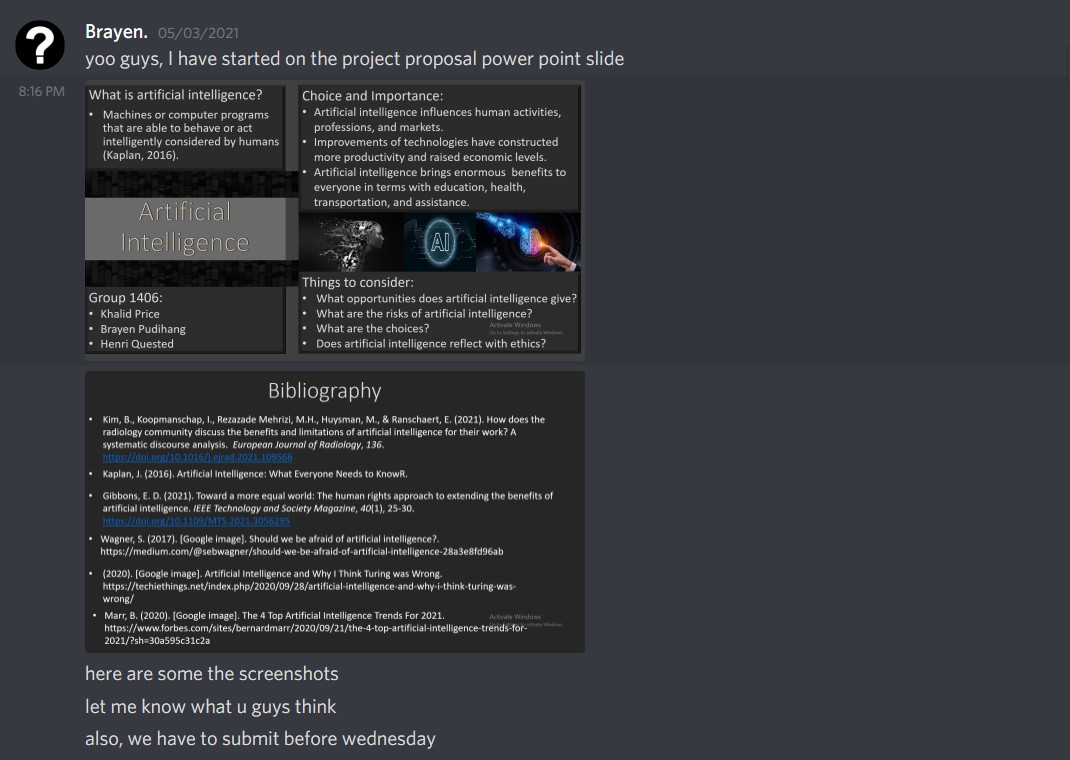 ?
Brayen. 05/03/2021
yoo guys, I have started on the project proposal power point slide
8:16 PM
What is artificial intelligence?
• Machines or computer programs
that are able to behave or act
intelligently considered by humans
(Kaplan, 2016).
Artificial
Intelligence
Group 1406:
• Khalid Price
• Brayen Pudihang
• Henri Quested
Choice and Importance:
• Artificial intelligence influences human activities,
professions, and markets.
• Improvements of technologies have constructed
more productivity and raised economic levels.
• Artificial intelligence brings enormous benefits to
everyone in terms with education, health,
transportation, and assistance.
AI
Things to consider:
• What opportunities does artificial intelligence give?
• What are the risks of artificial intelligence?
• What are the choices?
• Does artificial intelligence reflect with ethics?
Activate Windows
Go to Settings to activate Windows.
Bibliography
• Kim, B., Koopmanschap, I., Rezazade Mehrizi, M.H., Huysman, M., & Ranschaert, E. (2021). How does the
radiology community discuss the benefits and limitations of artificial intelligence for their work? A
systematic discourse analysis. European Journal of Radiology, 136.
https://doi.org/10.1016/j.ejrad.2021.109566
• Kaplan, J. (2016). Artificial Intelligence: What Everyone Needs to KnowR.
• Gibbons, E. D. (2021). Toward a more equal world: The human rights approach to extending the benefits of
artificial intelligence. IEEE Technology and Society Magazine, 40(1), 25-30.
https://doi.org/10.1109/MTS.2021.3056295
• Wagner, S. (2017). [Google image]. Should we be afraid of artificial intelligence?.
https://medium.com/@sebwagner/should-we-be-afraid-of-artificial-intelligence-28a3e8fd96ab
• (2020). [Google image]. Artificial Intelligence and Why I Think Turing was Wrong.
https://techiethings.net/index.php/2020/09/28/artificial-intelligence-and-why-i-think-turing-was-
wrong/
• Marr, B. (2020). [Google image]. The 4 Top Artificial Intelligence Trends For 2021.
https://www.forbes.com/sites/bernardmarr/2020/09/21/the-4-top-artificial-intelligence-trends-for-
2021/?sh=30a595c31c2a
Activate Windows
activate Windows.
here are some the screenshots
let me know what u guys think
also, we have to submit before wednesday